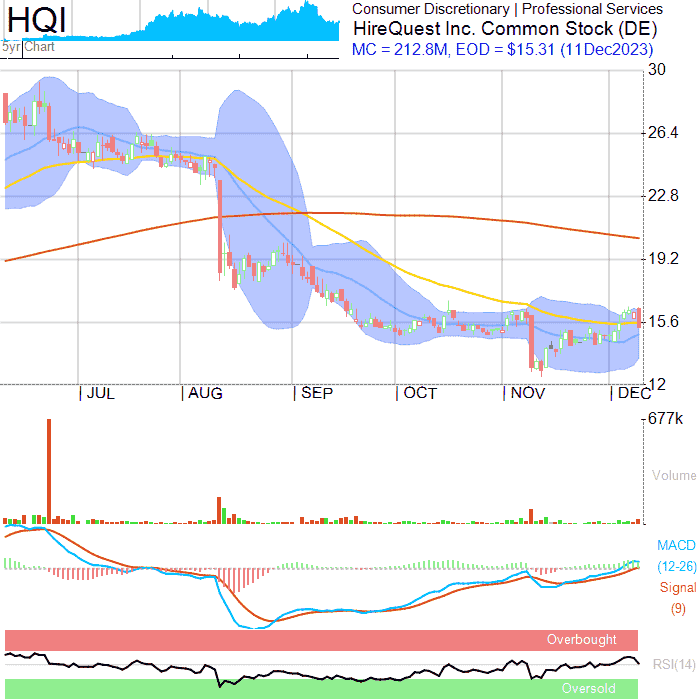 HQI
5yr Chart
Consumer Discretionary | Professional Services
HireQuest Inc. Common Stock (DE)
MC = 212.8M, EOD = $15.31 (11Dec2023)
30
26.4
22.8
19.2
15.6
12
JUL
AUG
SEP
OCT
NOV
DEC
677k
Volume
MACD
(12-26)
Signal
(9)
Overbought
RSI(14)
Oversold